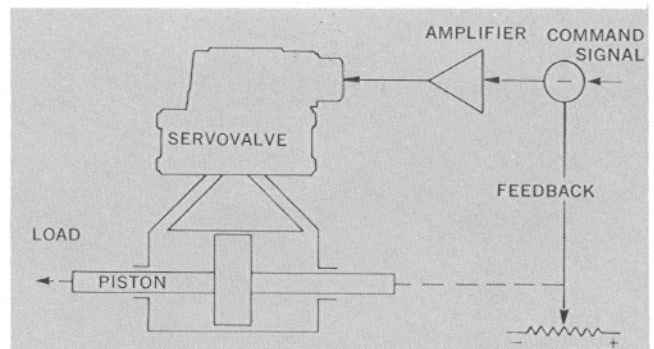 AMPLIFIER
COMMAND
SIGNAL
SERVOVALVE
FEEDBACK
LOAD
PISTON
- +
-